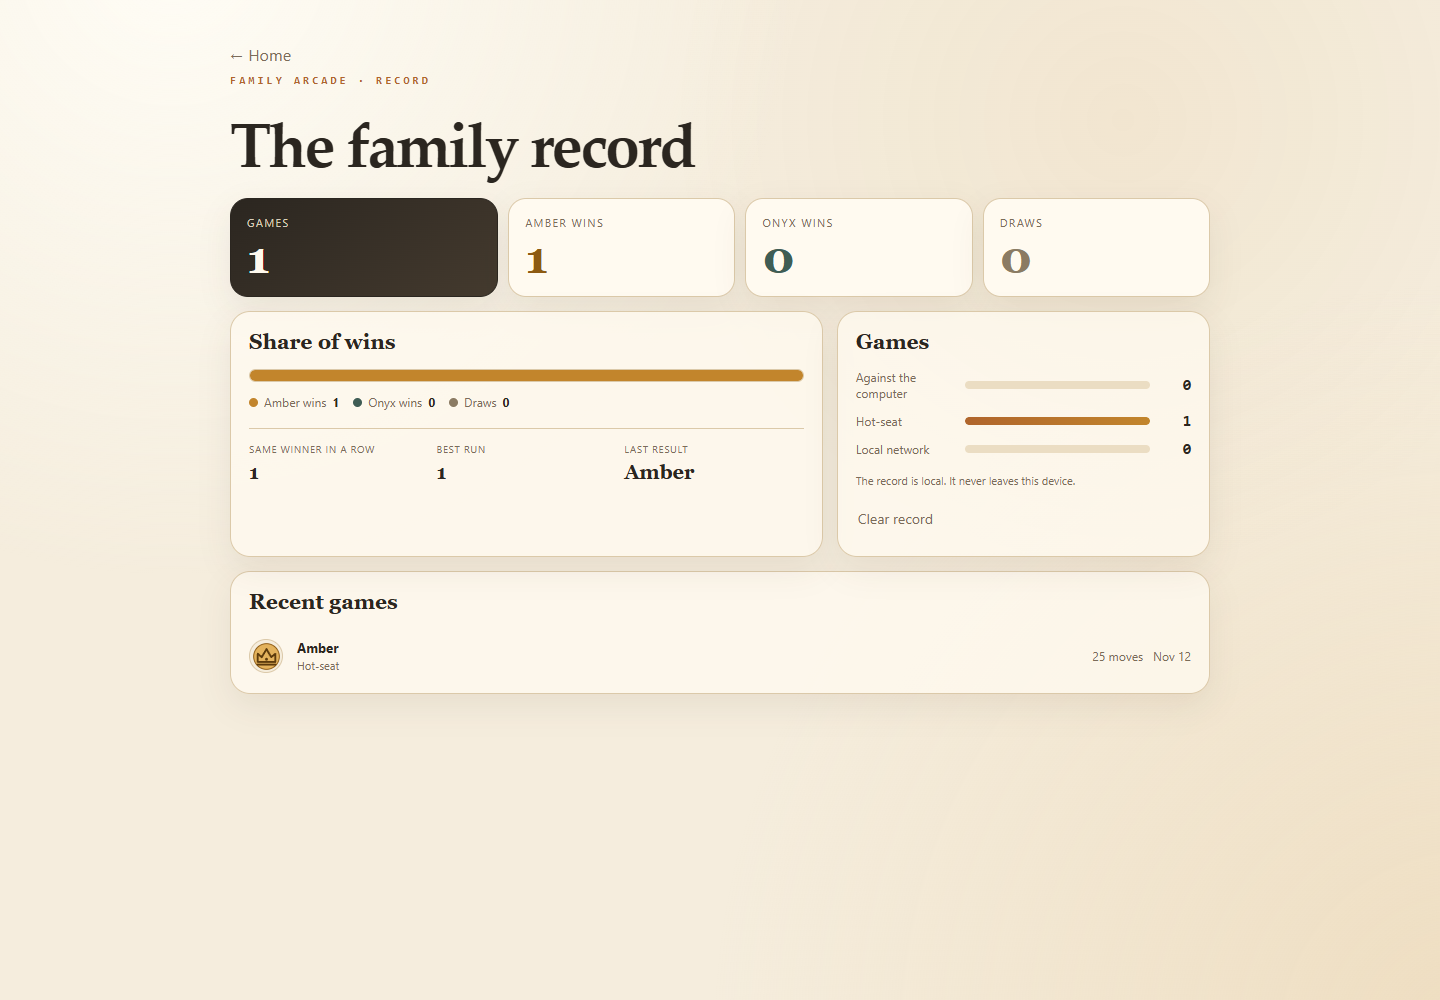 ← Home
FAMILY ARCADE · RECORD
The family record
GAMES
1
AMBER WINS
1
ONYX WINS
0
DRAWS
0
Share of wins
Amber wins 1 Onyx wins 0 Draws 0
SAME WINNER IN A ROW
1
BEST RUN
1
LAST RESULT
Amber
Games
Against the
computer 0
Hot-seat 1
Local network 0
The record is local. It never leaves this device.
Clear record
Recent games
Amber
Hot-seat
25 moves Nov 12